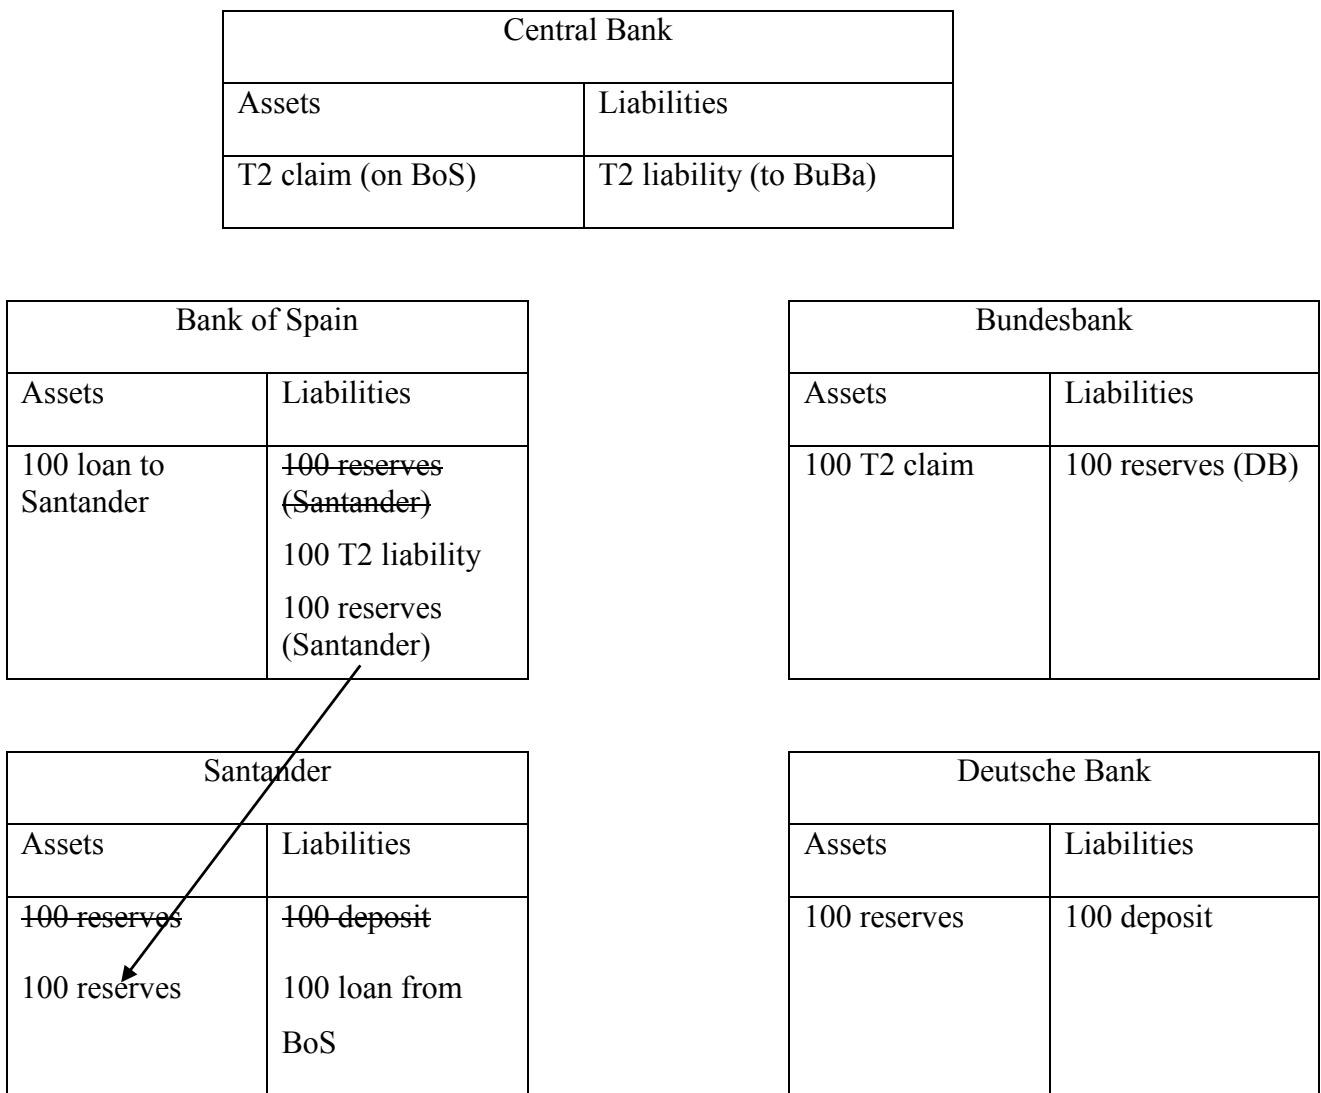 Central Bank
Assets
Liabilities
T2 claim (on BoS)
T2 liability (to BuBa)
Bank of Spain
Assets
Liabilities
100 loan to
Santander
100 reserves
(Santander)
100 T2 liability
100 reserves
(Santander)
Bundesbank
Assets
Liabilities
100 T2 claim
100 reserves (DB)
Santander
Assets
Liabilities
100 reserves
100 reserves
100 deposit
100 loan from
BoS
Deutsche Bank
Assets
Liabilities
100 reserves
100 deposit